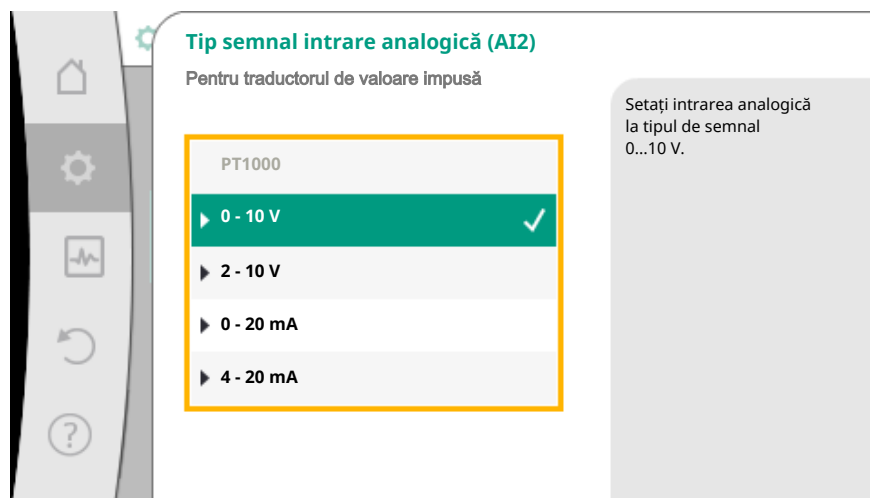 Tip semnal intrare analogică (AI2)
Pentru traductorul de valoare impusă
PT1000
0 - 10 V
2 - 10 V
0 - 20 mA
4 - 20 mA
Setați intrarea analogică
la tipul de semnal
0...10 V.
?